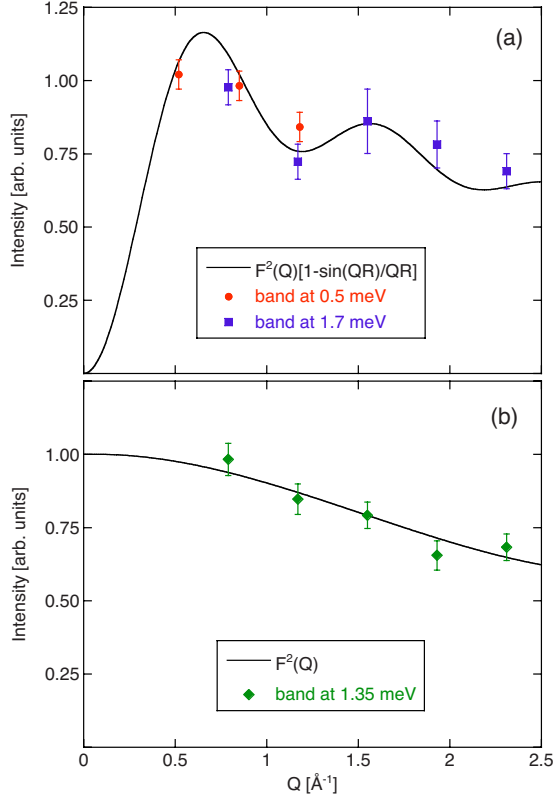 (a)
1.00
0.75
0.50
0.25
Intensity [arb. units]
F²(Q)[1-sin(QR)/QR]
band at 0.5 meV
band at 1.7 meV
(b)
1.00
0.75
0.50
0.25
Intensity [arb. units]
F²(Q)
band at 1.35 meV
0 0.5 1 1.5 2 2.5
Q [Å⁻¹]